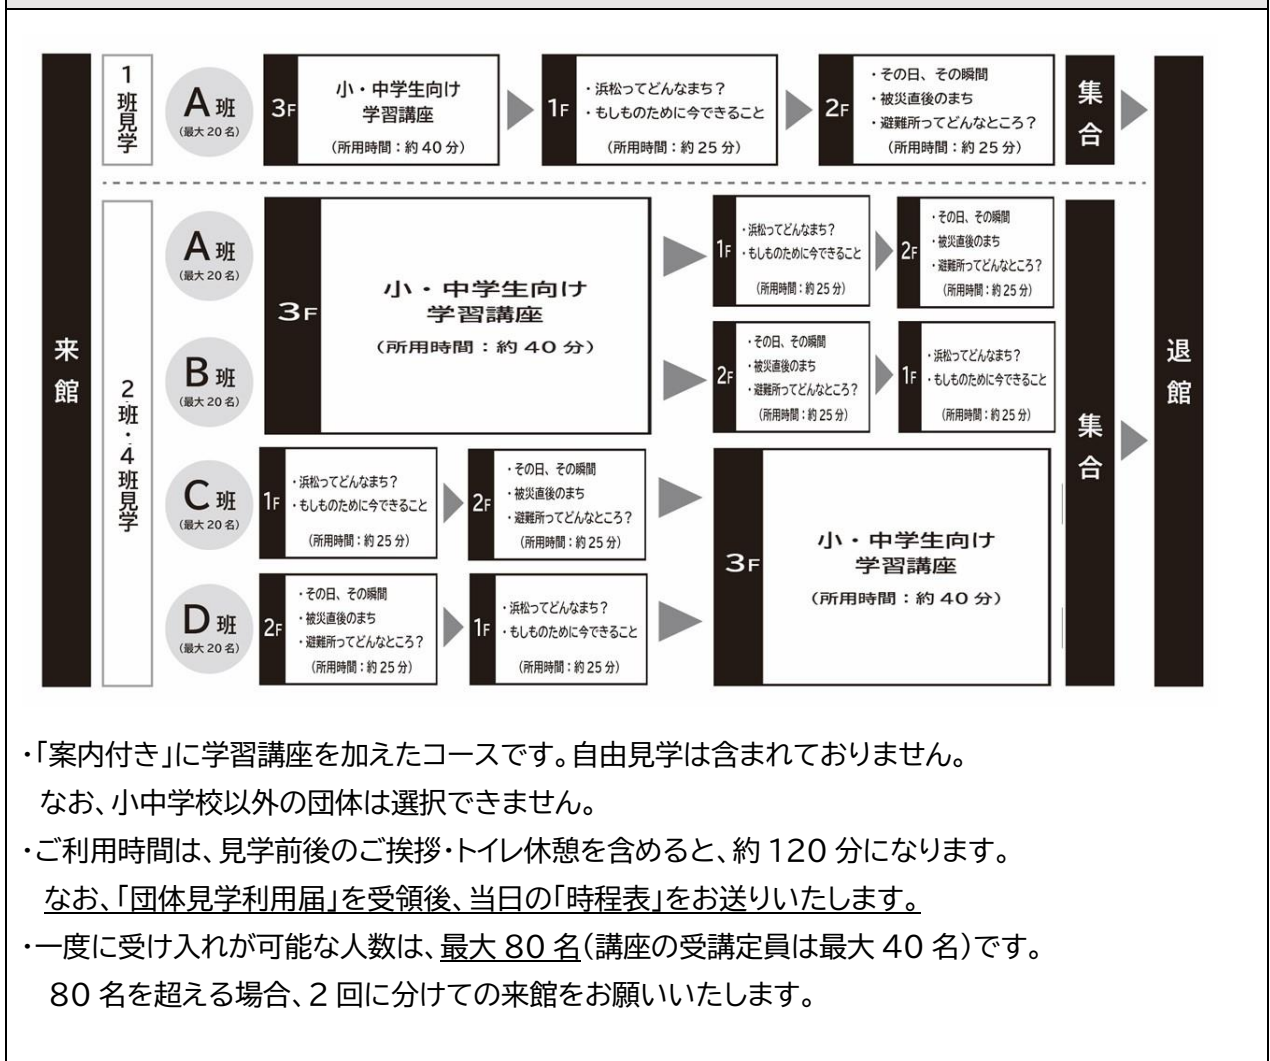 来館
1班見学
A班
(最大20名)
3F
小・中学生向け
学習講座
(所用時間：約40分)
1F
・浜松ってどんなまち？
・もしものために今できること
(所用時間：約25分)
2F
・その日、その瞬間
・被災直後のまち
・避難所ってどんなところ？
(所用時間：約25分)
集合
退館
2班・4班見学
A班
(最大20名)
B班
(最大20名)
3F
小・中学生向け
学習講座
(所用時間：約40分)
1F
・浜松ってどんなまち？
・もしものために今できること
(所用時間：約25分)
2F
・その日、その瞬間
・被災直後のまち
・避難所ってどんなところ？
(所用時間：約25分)
2F
・その日、その瞬間
・被災直後のまち
・避難所ってどんなところ？
(所用時間：約25分)
1F
・浜松ってどんなまち？
・もしものために今できること
(所用時間：約25分)
C班
(最大20名)
1F
・浜松ってどんなまち？
・もしものために今できること
(所用時間：約25分)
2F
・その日、その瞬間
・被災直後のまち
・避難所ってどんなところ？
(所用時間：約25分)
D班
(最大20名)
2F
・その日、その瞬間
・被災直後のまち
・避難所ってどんなところ？
(所用時間：約25分)
1F
・浜松ってどんなまち？
・もしものために今できること
(所用時間：約25分)
3F
小・中学生向け
学習講座
(所用時間：約40分)
集合
・「案内付き」に学習講座を加えたコースです。自由見学は含まれておりません。
なお、小中学校以外の団体は選択できません。
・ご利用時間は、見学前後のご挨拶・トイレ休憩を含めると、約120分になります。
なお、「団体見学利用届」を受領後、当日の「時程表」をお送りいたします。
・一度に受け入れが可能な人数は、最大80名(講座の受講定員は最大40名)です。
80名を超える場合、2回に分けての来館をお願いいたします。